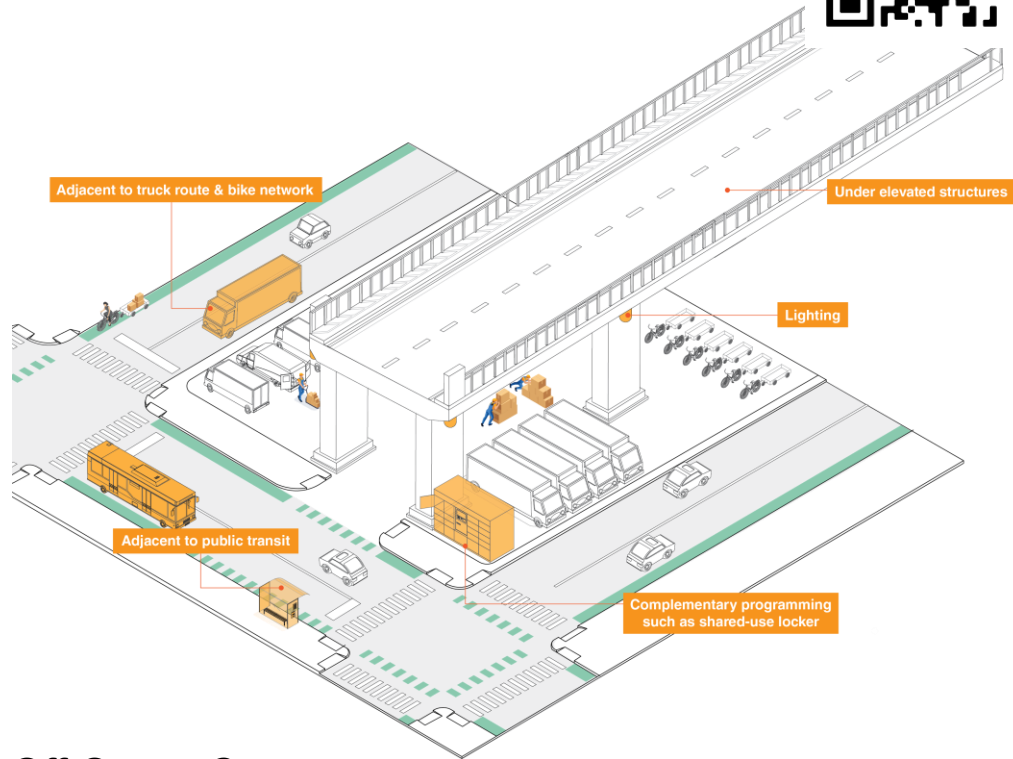 Adjacent to truck route & bike network
Under elevated structures
Lighting
Adjacent to public transit
Complementary programming
such as shared-use locker